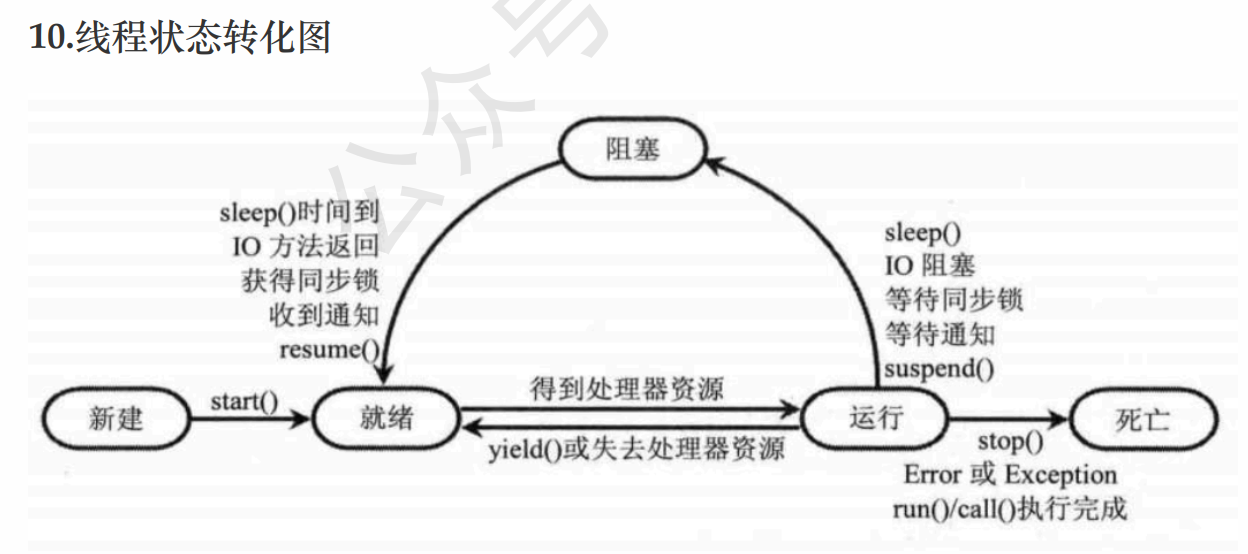 10.线程状态转化图
公众号
阻塞
sleep()时间到
IO 方法返回
获得同步锁
收到通知
resume()
sleep()
IO 阻塞
等待同步锁
等待通知
suspend()
新建
start()
就绪
得到处理器资源
yield()或失去处理器资源
运行
stop()
Error 或 Exception
run()/call()执行完成
死亡